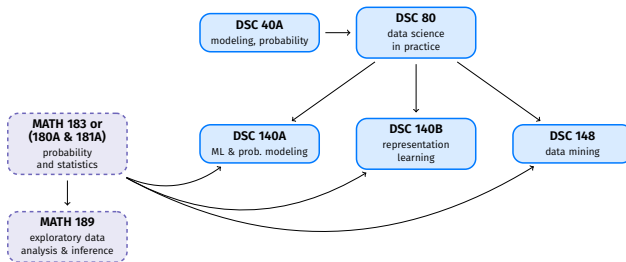 DSC 40A
modeling, probability
DSC 80
data science
in practice
MATH 183 or
(180A & 181A)
probability
and statistics
DSC 140A
ML & prob. modeling
DSC 140B
representation
learning
DSC 148
data mining
MATH 189
exploratory data
analysis & inference